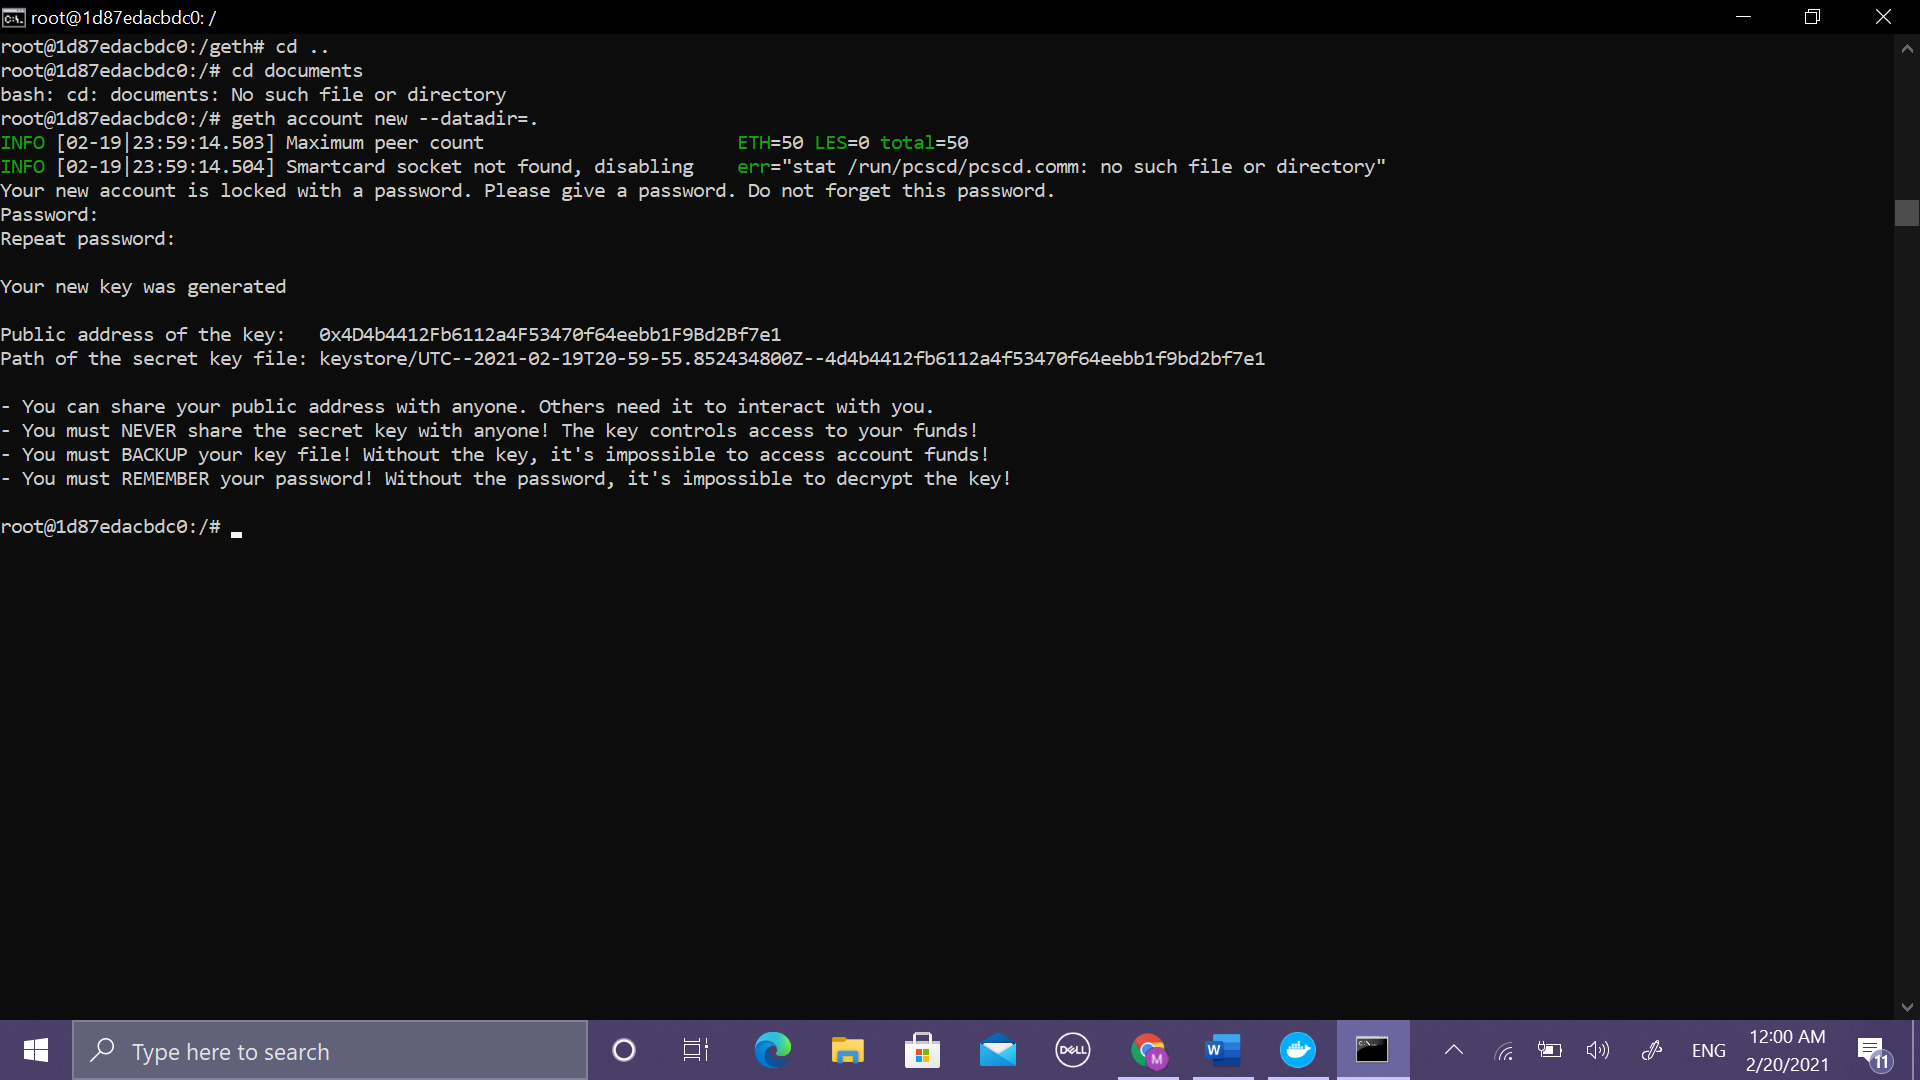 root@1d87edacbdc0: /
root@1d87edacbdc0:/geth# cd ..
root@1d87edacbdc0:/# cd documents
bash: cd: documents: No such file or directory
root@1d87edacbdc0:/# geth account new --datadir=.
INFO [02-19|23:59:14.503] Maximum peer count ETH=50 LES=0 total=50
INFO [02-19|23:59:14.504] Smartcard socket not found, disabling err="stat /run/pcscd/pcscd.comm: no such file or directory"
Your new account is locked with a password. Please give a password. Do not forget this password.
Password:
Repeat password:
Your new key was generated
Public address of the key: 0x4D4b4412Fb6112a4F53470f64eebb1F9Bd2Bf7e1
Path of the secret key file: keystore/UTC--2021-02-19T20-59-55.852434800Z--4d4b4412fb6112a4f53470f64eebb1f9bd2bf7e1
- You can share your public address with anyone. Others need it to interact with you.
- You must NEVER share the secret key with anyone! The key controls access to your funds!
- You must BACKUP your key file! Without the key, it's impossible to access account funds!
- You must REMEMBER your password! Without the password, it's impossible to decrypt the key!
root@1d87edacbdc0:/#
Type here to search
DELL
M
W
ENG
12:00 AM
2/20/2021
11